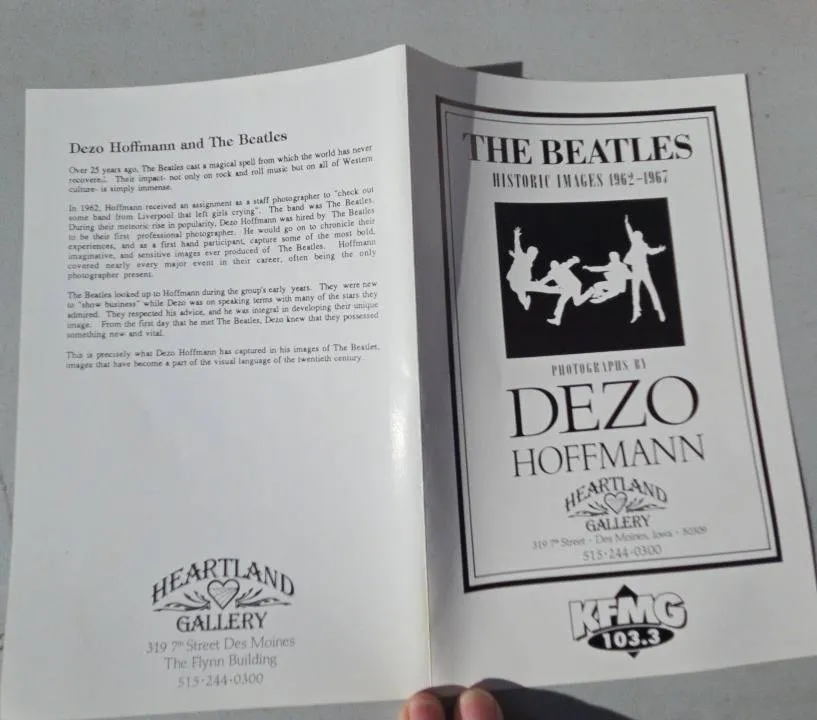 Dezo Hoffmann and The Beatles
Over 25 years ago, The Beatles cast a magical spell from which the world has never
recovered. Their impact- not only on rock and roll music but on all of Western
culture- is simply immense.
In 1962, Hoffmann received an assignment as a staff photographer to "check out
some band from Liverpool that left girls crying". The band was The Beatles.
During their meteoric rise in popularity, Dezo Hoffmann was hired by The Beatles
to be their first professional photographer. He would go on to chronicle their
experiences, and as a first hand participant, capture some of the most bold,
imaginative, and sensitive images ever produced of The Beatles. Hoffmann
covered nearly every major event in their career, often being the only
photographer present.
The Beatles looked up to Hoffmann during the group's early years. They were new
to "show business" while Dezo was on speaking terms with many of the stars they
admired. They respected his advice, and he was integral in developing their unique
image. From the first day that he met The Beatles, Dezo knew that they possessed
something new and vital.
This is precisely what Dezo Hoffmann has captured in his images of The Beatles,
images that have become a part of the visual language of the twentieth century.
HEARTLAND
GALLERY
319 7th Street Des Moines
The Flynn Building
515·244·0300
THE BEATLES
HISTORIC IMAGES 1962-1967
PHOTOGRAPHS BY
DEZO
HOFFMANN
HEARTLAND
GALLERY
319 7th Street · Des Moines, Iowa · 50309
515·244·0300
KFMG
103.3